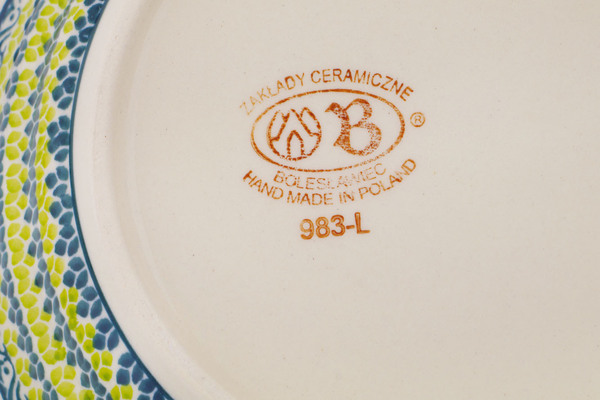 ZAKŁADY CERAMICZNE
B ®
BOLESŁAWIEC
HAND MADE IN POLAND
983-L